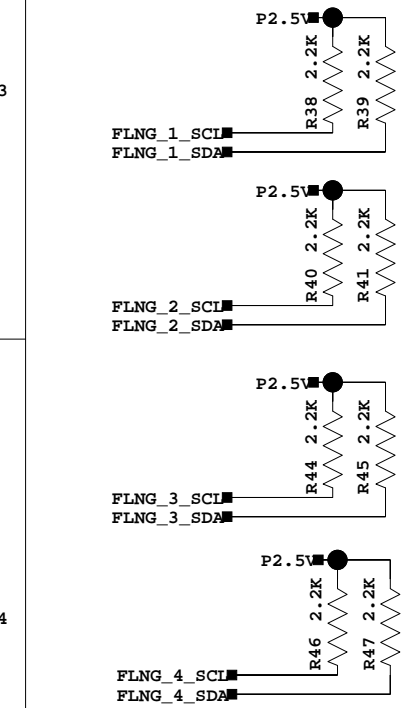 P2.5V
2.2K
2.2K
R38
R39
3
FLNG_1_SCL
FLNG_1_SDA
P2.5V
2.2K
2.2K
R40
R41
FLNG_2_SCL
FLNG_2_SDA
P2.5V
2.2K
2.2K
R44
R45
FLNG_3_SCL
FLNG_3_SDA
P2.5V
2.2K
2.2K
4
R46
R47
FLNG_4_SCL
FLNG_4_SDA